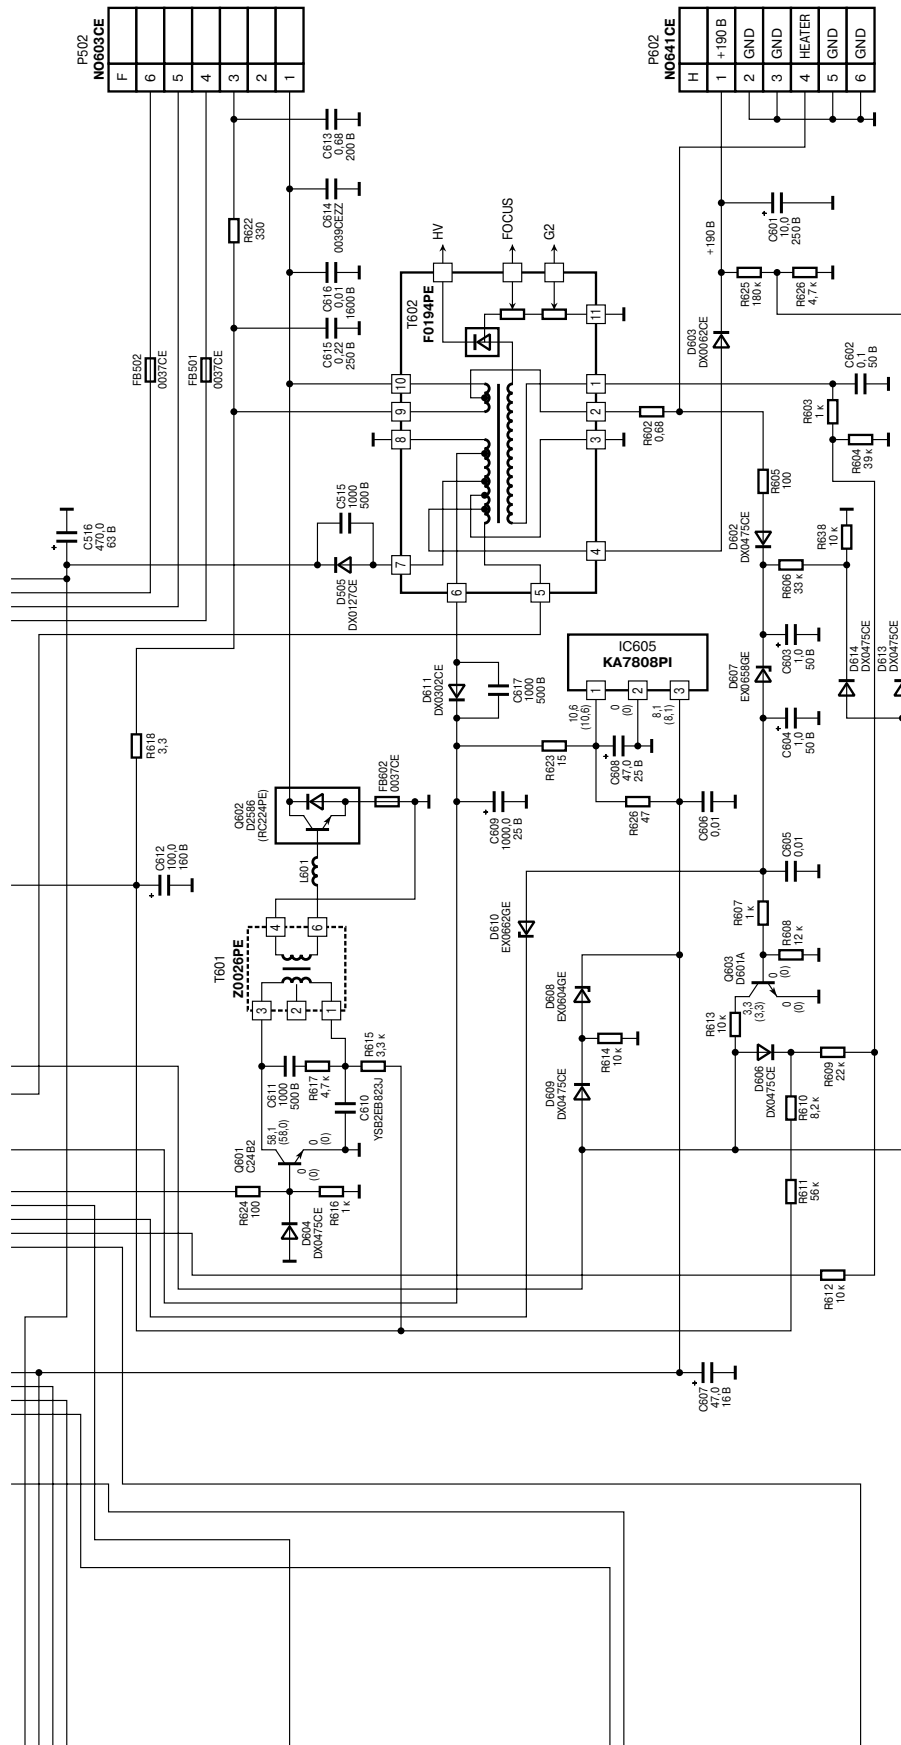 P502
N0603CE
F
6
5
4
3
2
1
P602
N0641CE
H
1
+190 В
2
GND
3
GND
4
HEATER
5
GND
6
GND
C613
0,68
200 В
C614
0039CEZZ
R622
330
C616
0,01
1600 В
C615
0,22
250 В
FB502
0037CE
FB501
0037CE
HV
FOCUS
G2
T602
F0194PE
11
10
9
8
7
6
5
1
2
3
4
+190 В
C601
10,0
250 В
R625
180 к
R626
4,7 к
D603
DX0062CE
C602
0,1
50 В
R603
1 к
R604
39 к
R602
0,68
R605
100
C516
470,0
63 В
C515
1000
500 В
D505
DX0127CE
D602
DX0475CE
R638
10 к
R606
33 к
C603
1,0
50 В
D614
DX0475CE
D613
DX0475CE
D607
EX0658GE
C604
1,0
50 В
IC605
KA7808PI
1
2
3
10,6
(10,6)
0
(0)
8,1
(8,1)
D611
DX0302CE
C617
1000
500 В
R618
3,3
R623
15
C608
47,0
25 В
Q602
D2586
(RC224PE)
FB602
0037CE
C609
1000,0
25 В
R626
47
C606
0,01
C605
0,01
L601
C612
100,0
160 В
D610
EX0662GE
R607
1 к
R608
12 к
T601
Z0026PE
4
6
3
2
1
Q603
D601A
0
(0)
3,3
(3,3)
0
(0)
D608
EX0604GE
R613
10 к
R615
3,3 к
R614
10 к
C611
1000
500 В
R617
4,7 к
C610
YSB2EB823J
D609
DX0475CE
D606
DX0475CE
R609
22 к
R610
8,2 к
Q601
C24B2
58,1
(58,0)
0
(0)
0
(0)
R624
100
R616
1 к
R611
56 к
D604
DX0475CE
R612
10 к
C607
47,0
16 В